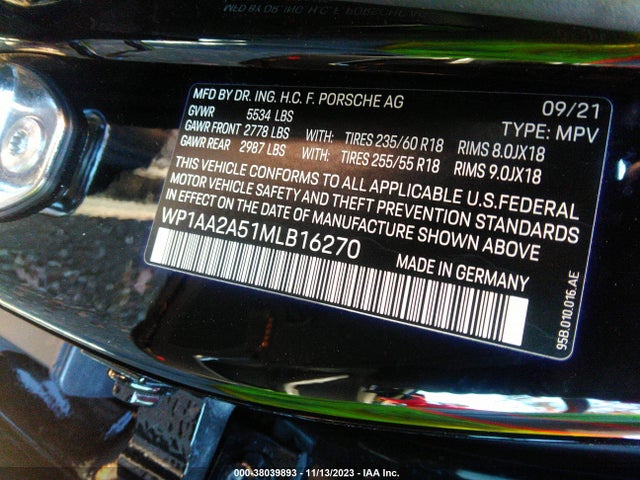 MFD BY DR. ING. H.C. F. PORSCHE AG 09/21
GVWR 5534 LBS TYPE: MPV
GAWR FRONT 2778 LBS WITH: TIRES 235/60 R18 RIMS 8.0JX18
GAWR REAR 2987 LBS WITH: TIRES 255/55 R18 RIMS 9.0JX18
THIS VEHICLE CONFORMS TO ALL APPLICABLE U.S.FEDERAL
MOTOR VEHICLE SAFETY AND THEFT PREVENTION STANDARDS
IN EFFECT ON THE DATE OF MANUFACTURE SHOWN ABOVE
WP1AA2A51MLB16270 MADE IN GERMANY
95B.010.016.AE
000-38039893 - 11/13/2023 - IAA Inc.